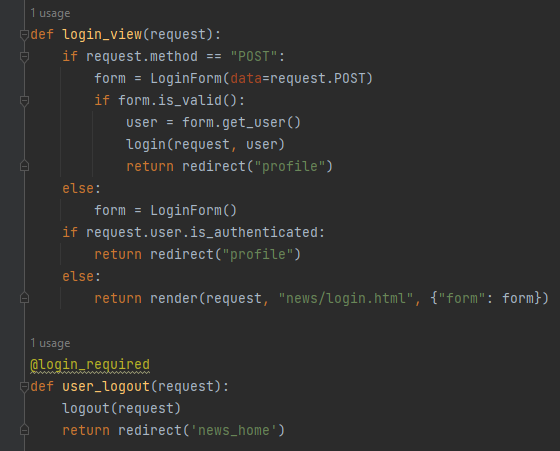 1 usage
def login_view(request):
    if request.method == "POST":
        form = LoginForm(data=request.POST)
        if form.is_valid():
            user = form.get_user()
            login(request, user)
            return redirect("profile")
    else:
        form = LoginForm()
    if request.user.is_authenticated:
        return redirect("profile")
    else:
        return render(request, "news/login.html", {"form": form})
1 usage
@login_required
def user_logout(request):
    logout(request)
    return redirect('news_home')